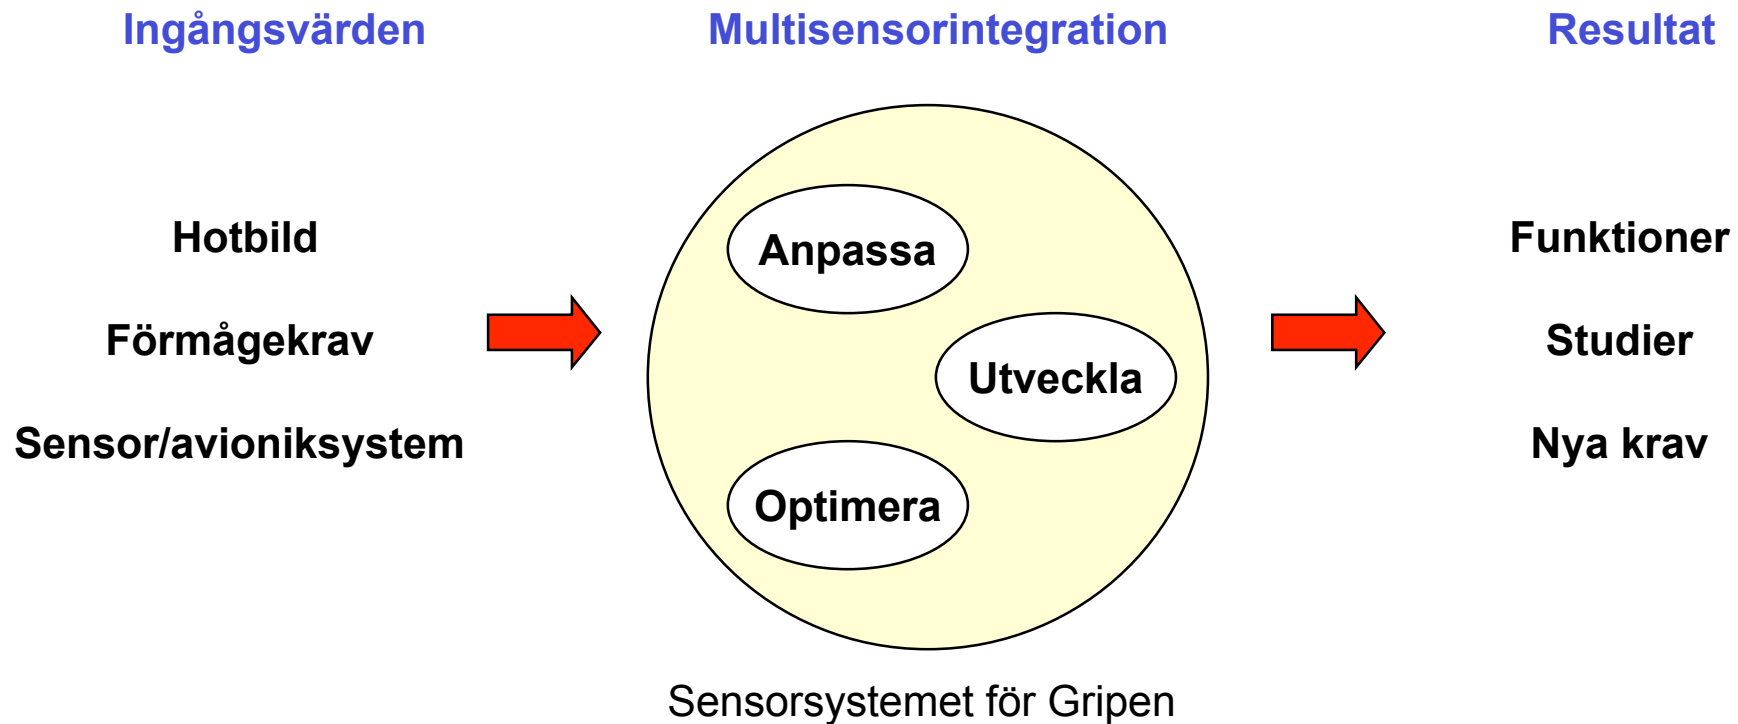 Ingångsvärden
Multisensorintegration
Resultat
Hotbild
Förmågekrav
Sensor/avioniksystem
Anpassa
Utveckla
Optimera
Funktioner
Studier
Nya krav
Sensorsystemet för Gripen